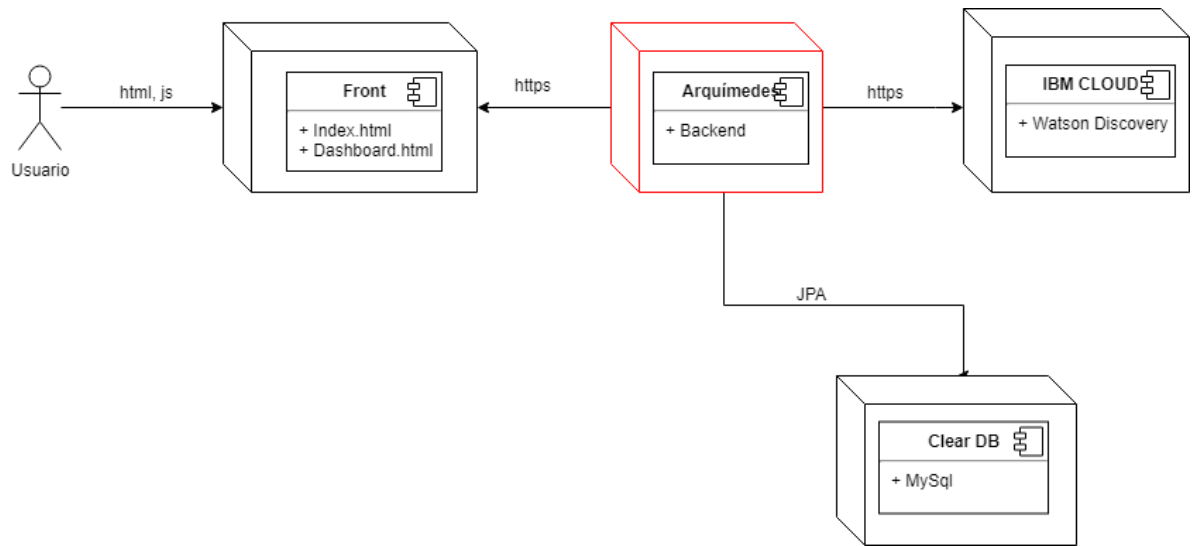 Usuario
html, js
Front
+ Index.html
+ Dashboard.html
https
Arquímedes
+ Backend
https
IBM CLOUD
+ Watson Discovery
JPA
Clear DB
+ MySql